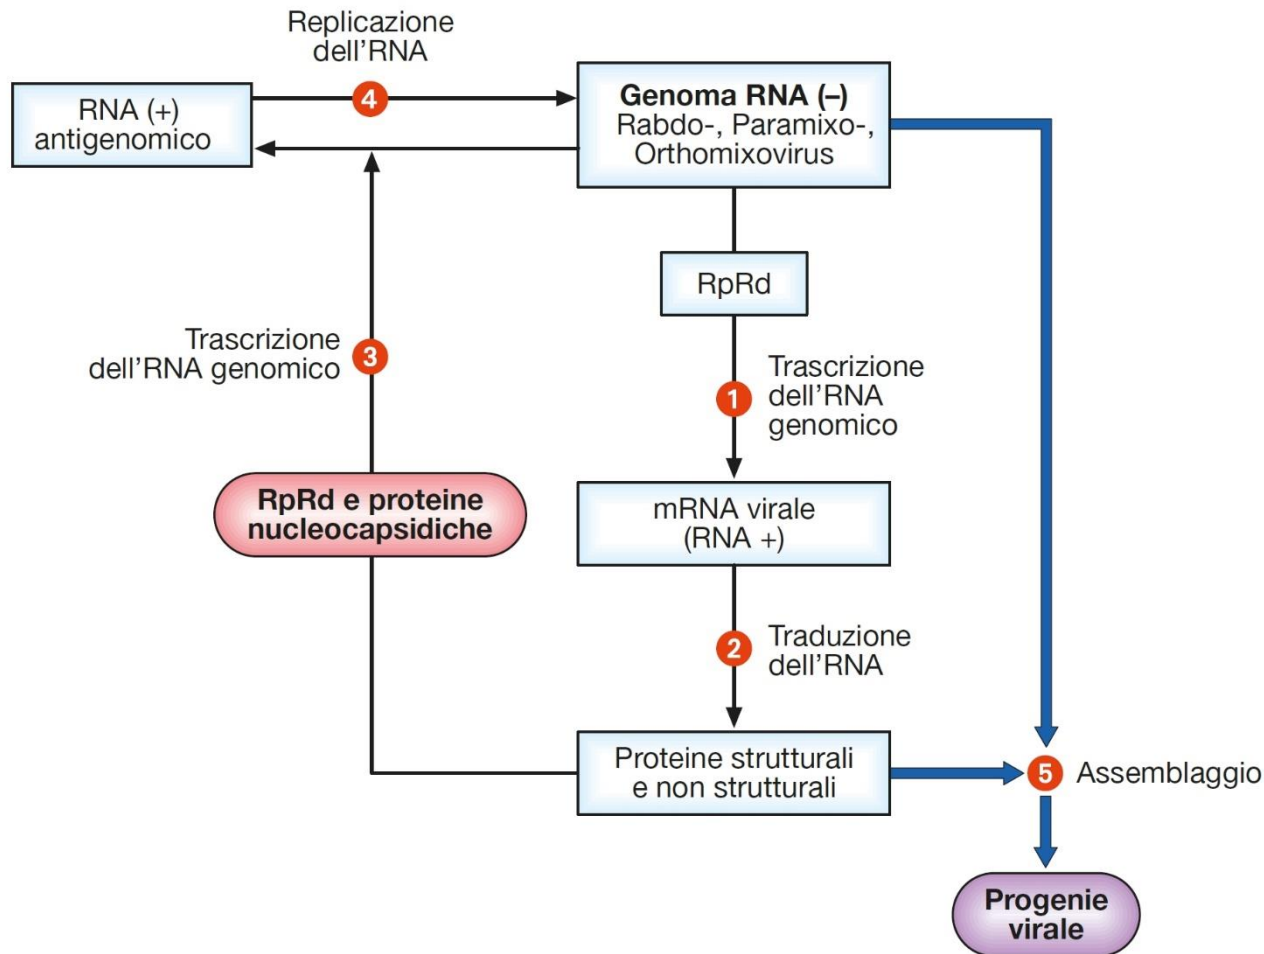 Replicazione
dell'RNA
4
RNA (+)
antigenomico
Genoma RNA (–)
Rabdo-, Paramixo-,
Orthomixovirus
RpRd
Trascrizione
dell'RNA genomico
3
1
Trascrizione
dell'RNA
genomico
RpRd e proteine
nucleocapsidiche
mRNA virale
(RNA +)
2
Traduzione
dell'RNA
Proteine strutturali
e non strutturali
5
Assemblaggio
Progenie
virale